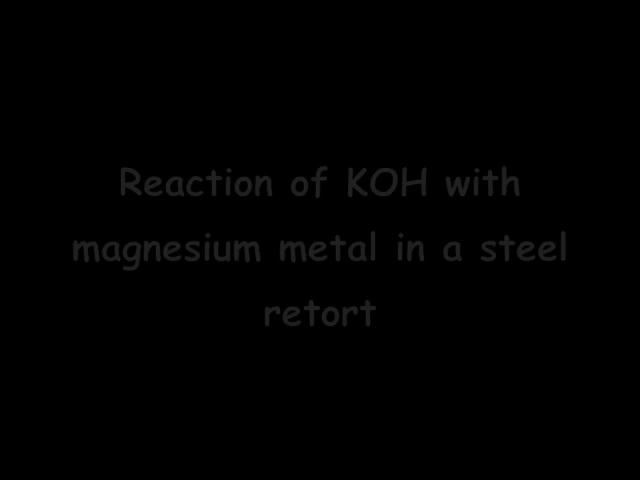 Reaction of KOH with
magnesium metal in a steel
retort